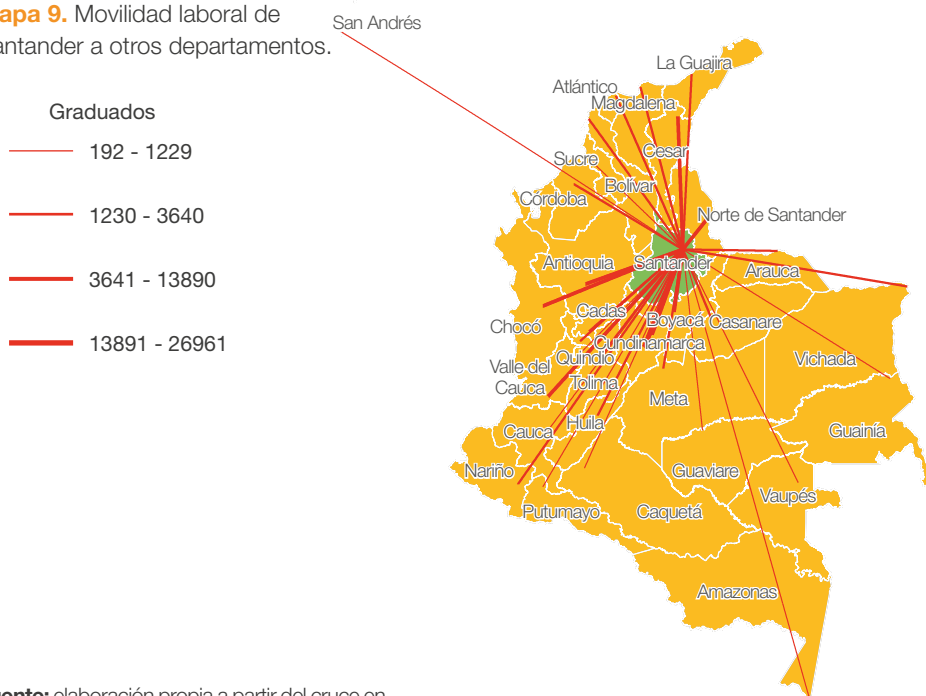 apa 9. Movilidad laboral de
antander a otros departamentos.
San Andrés
Graduados
192 - 1229
1230 - 3640
3641 - 13890
13891 - 26961
La Guajira
Atlántico
Magdalena
Cesar
Sucre
Bolívar
Córdoba
Norte de Santander
Antioquia
Santander
Arauca
Cadas
Chocó
Boyacá
Casanare
Cundinamarca
Quindío
Vichada
Valle del
Cauca
Tolima
Meta
Huila
Cauca
Guainía
Nariño
Guaviare
Vaupés
Putumayo
Caquetá
Amazonas
ente: elaboración propia a partir del cruce en